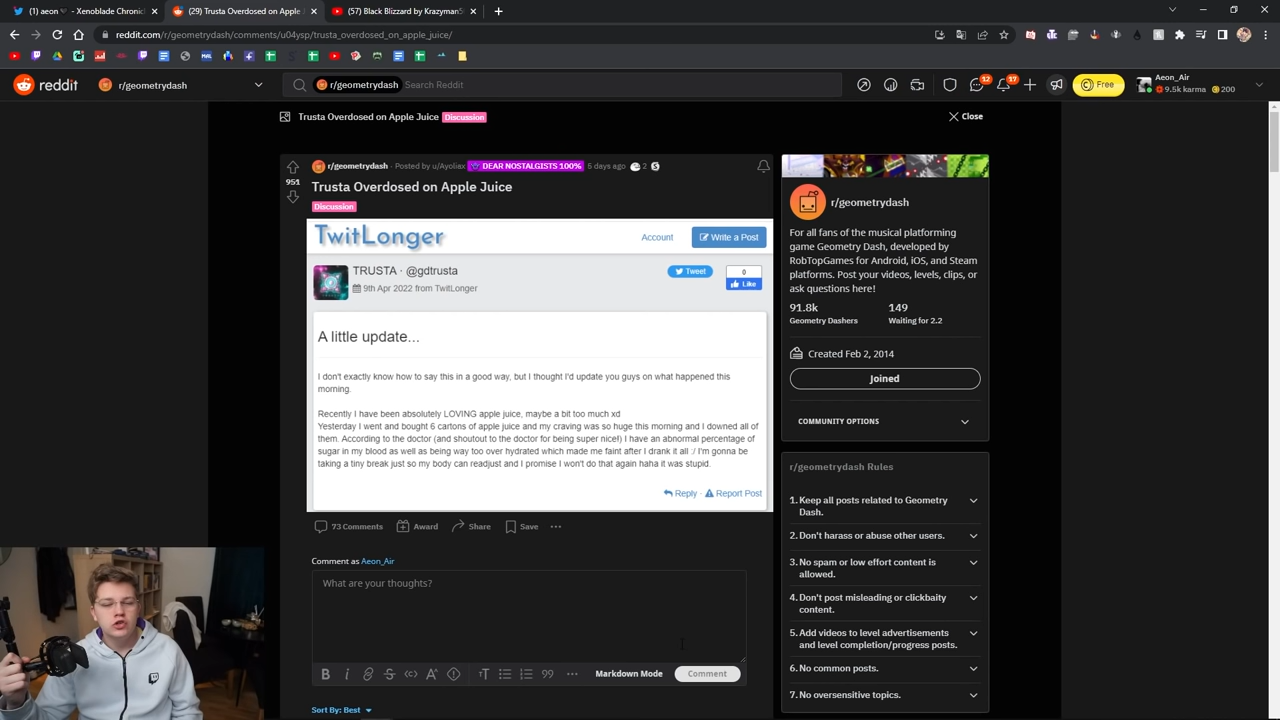 (1) aeon
- Xenoblade Chronic
(29) Trusta Overdosed on Apple J
(57) Black Blizzard by KrazymanS
reddit.com/r/geometrydash/comments/u04ysp/trusta_overdosed_on_apple_juice/
reddit
r/geometrydash
r/geometrydash
Search Reddit
12
17
Free
Aeon_Air
9.5k karma
200
Trusta Overdosed on Apple Juice
Discussion
Close
r/geometrydash · Posted by u/Ayoliax
DEAR NOSTALGISTS 100%
5 days ago
2
951
Trusta Overdosed on Apple Juice
Discussion
TwitLonger
Account
Write a Post
TRUSTA · @gdtrusta
9th Apr 2022 from TwitLonger
Tweet
0
Like
A little update...
I don't exactly know how to say this in a good way, but I thought I'd update you guys on what happened this
morning.
Recently I have been absolutely LOVING apple juice, maybe a bit too much xd
Yesterday I went and bought 6 cartons of apple juice and my craving was so huge this morning and I downed all of
them. According to the doctor (and shoutout to the doctor for being super nice!) I have an abnormal percentage of
sugar in my blood as well as being way too over hydrated which made me faint after I drank it all :/ I'm gonna be
taking a tiny break just so my body can readjust and I promise I won't do that again haha it was stupid.
Reply · Report Post
73 Comments
Award
Share
Save
Comment as Aeon_Air
What are your thoughts?
Markdown Mode
Comment
Sort By: Best
r/geometrydash
For all fans of the musical platforming
game Geometry Dash, developed by
RobTopGames for Android, iOS, and Steam
platforms. Post your videos, levels, clips, or
ask questions here!
91.8k
Geometry Dashers
149
Waiting for 2.2
Created Feb 2, 2014
Joined
COMMUNITY OPTIONS
r/geometrydash Rules
1. Keep all posts related to Geometry
Dash.
2. Don't harass or abuse other users.
3. No spam or low effort content is
allowed.
4. Don't post misleading or clickbaity
content.
5. Add videos to level advertisements
and level completion/progress posts.
6. No common posts.
7. No oversensitive topics.